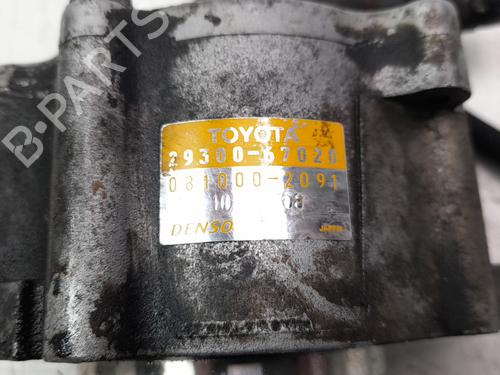 B-PARTS
TOYOTA
29300-67020
081000-2091
DENSO JAPAN